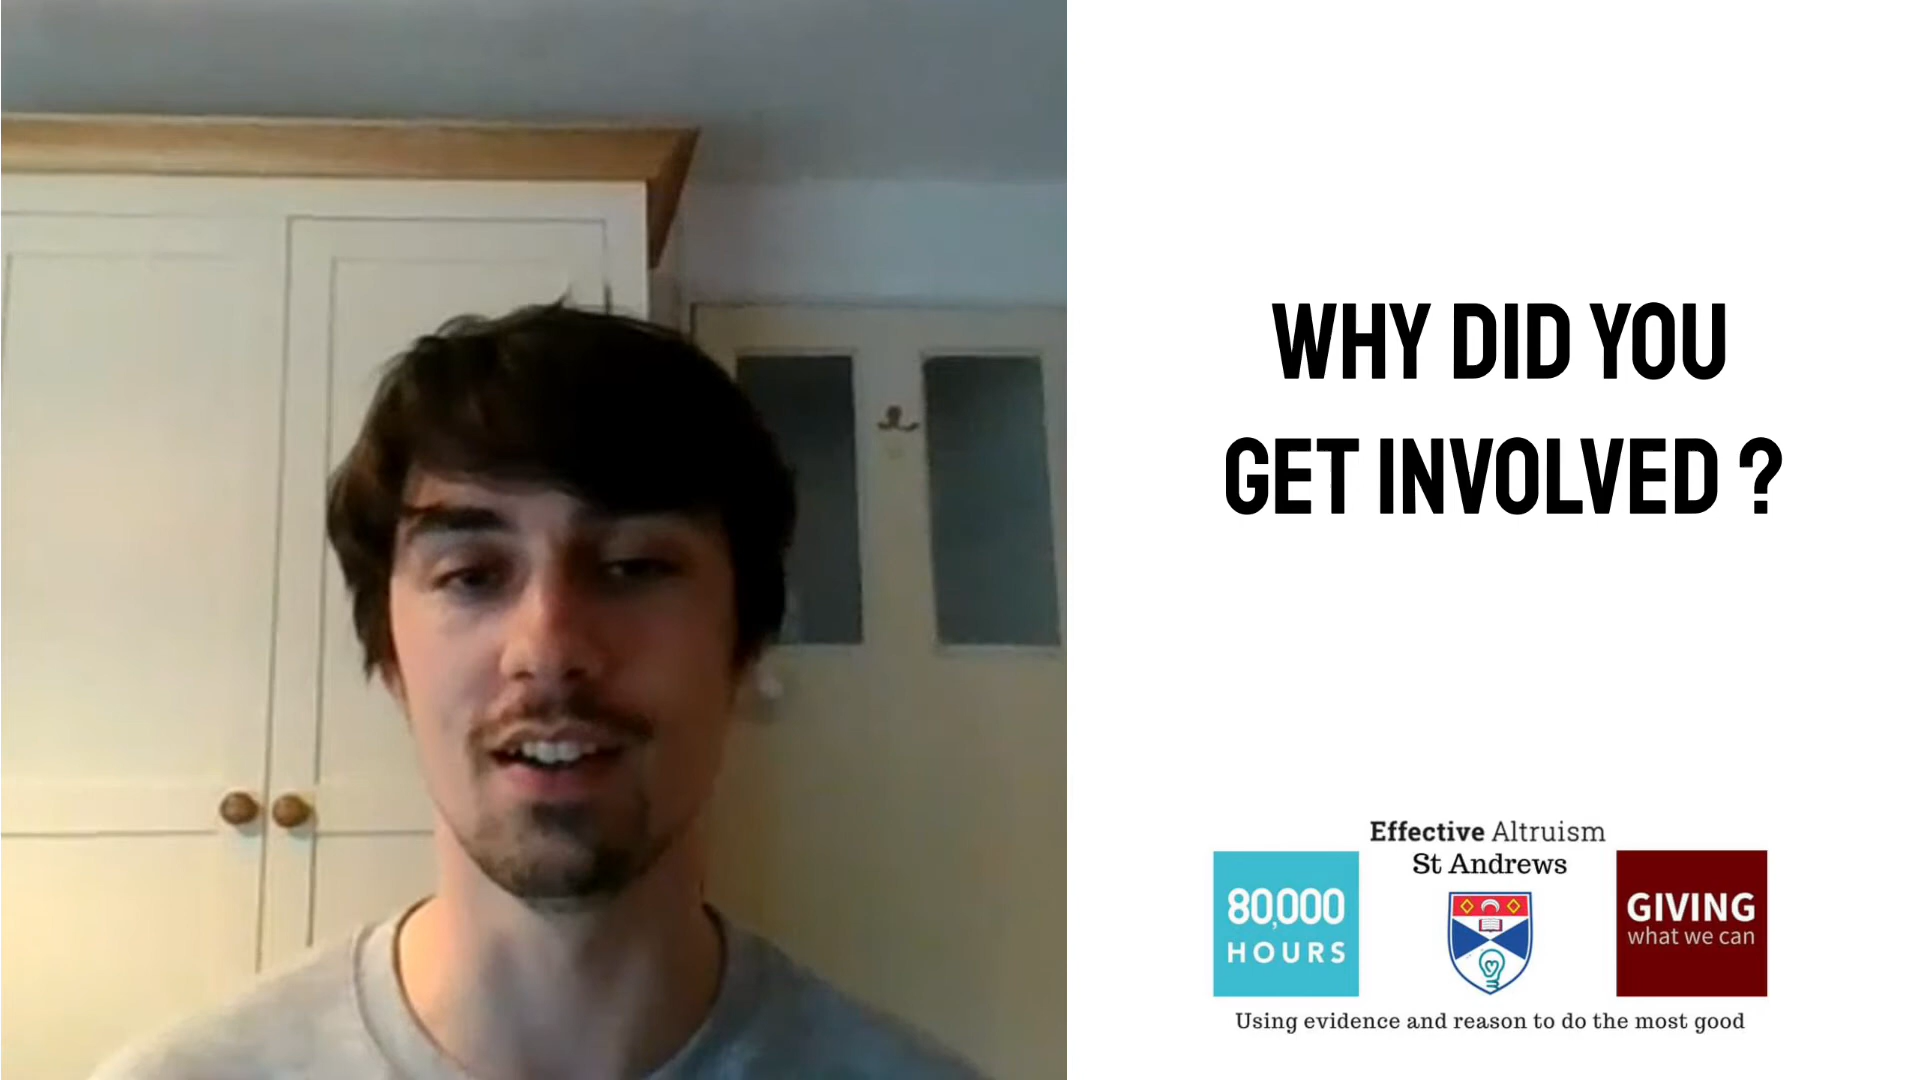 WHY DID YOU
GET INVOLVED ?
Effective Altruism
St Andrews
80,000
HOURS
GIVING
what we can
Using evidence and reason to do the most good